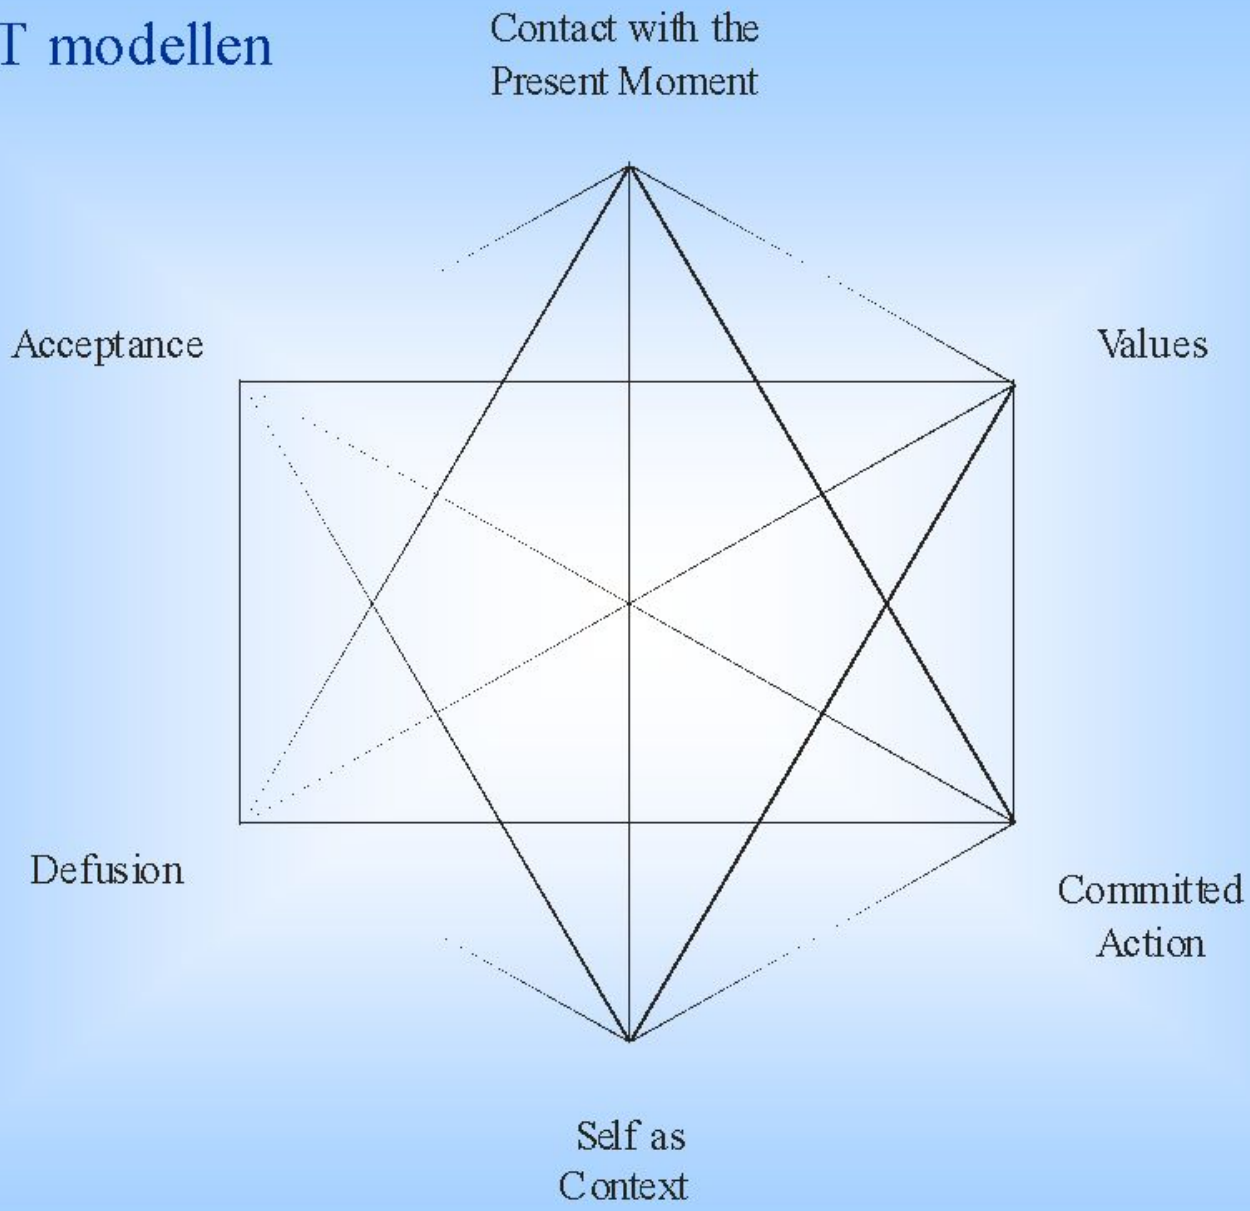 T modellen
Contact with the
Present Moment
Acceptance
Values
Defusion
Committed
Action
Self as
Context